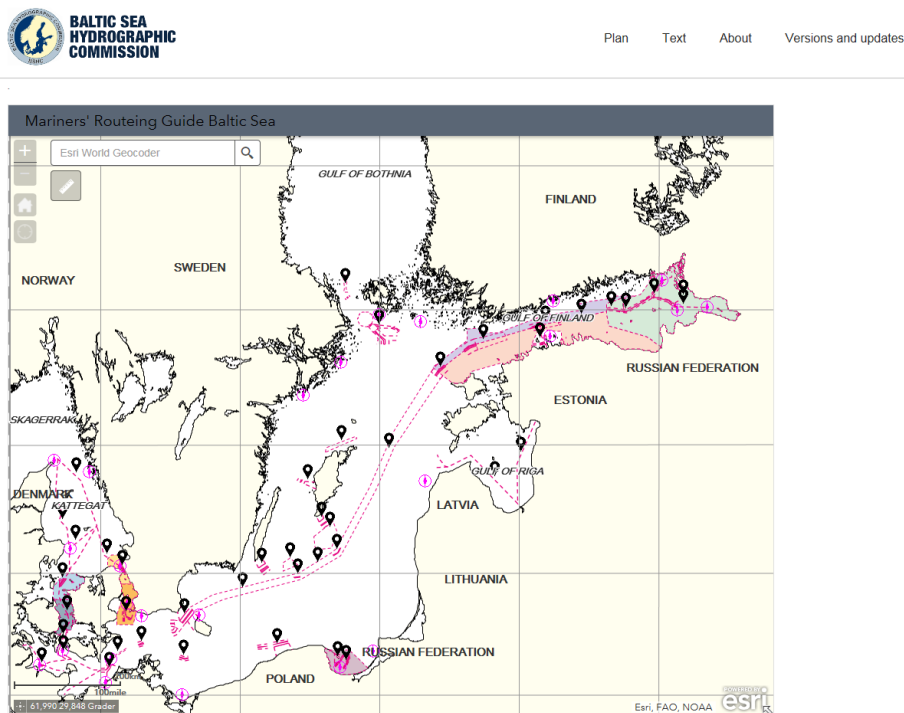 BALTIC SEA
HYDROGRAPHIC
COMMISSION
Plan Text About Versions and updates
Mariners' Routeing Guide Baltic Sea
Esri World Geocoder
GULF OF BOTHNIA
FINLAND
SWEDEN
NORWAY
GULF OF FINLAND
RUSSIAN FEDERATION
ESTONIA
SKAGERRAK
GULF OF RIGA
DENMARK
KATTEGAT
LATVIA
LITHUANIA
RUSSIAN FEDERATION
POLAND
100mile
61,990 29,848 Grader
Esri, FAO, NOAA
POWERED BY
esri